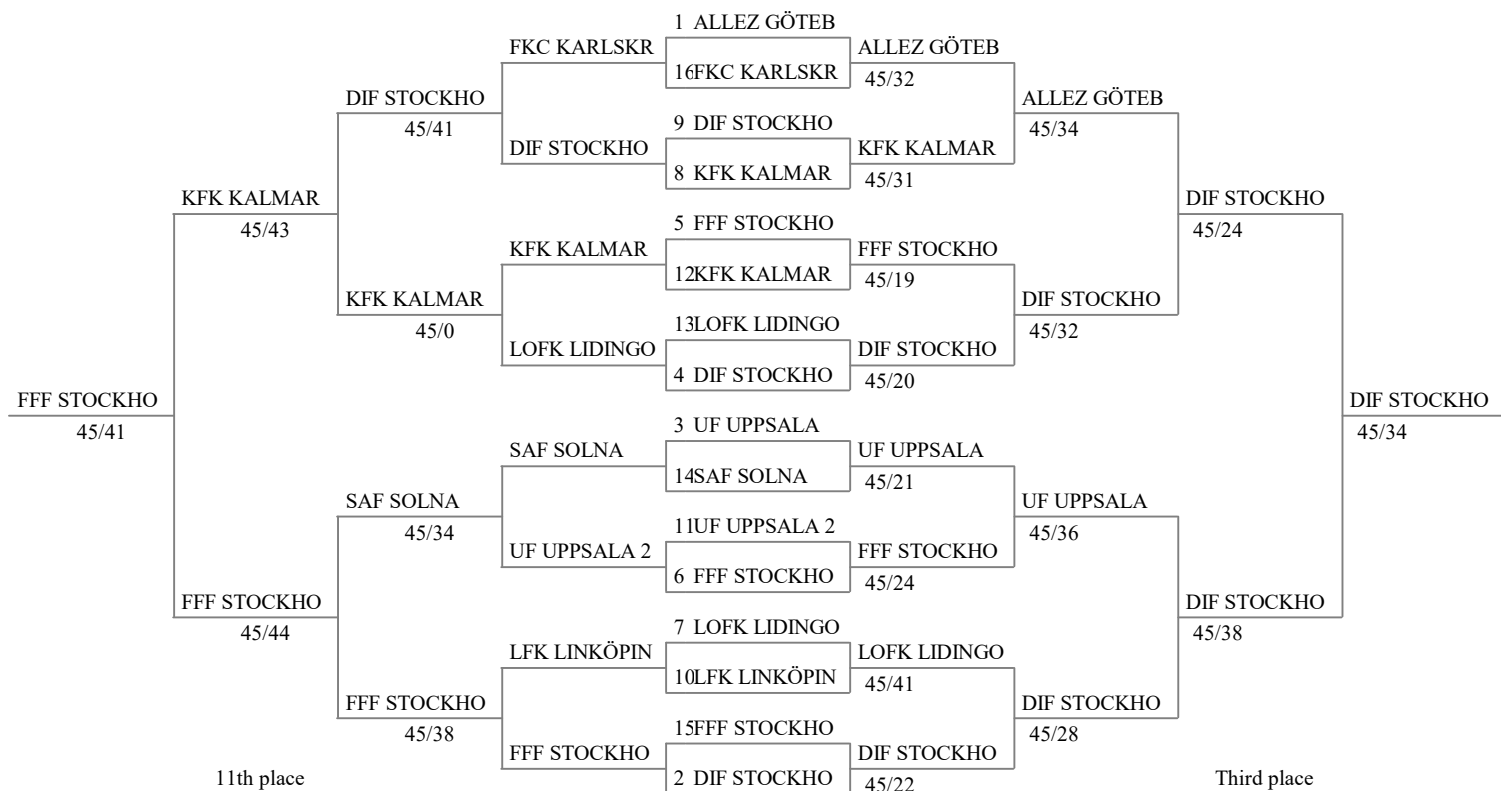 1 ALLEZ GÖTEB
FKC KARLSKR ALLEZ GÖTEB
16FKC KARLSKR 45/32
DIF STOCKHO ALLEZ GÖTEB
45/41 9 DIF STOCKHO 45/34
DIF STOCKHO KFK KALMAR
8 KFK KALMAR 45/31
KFK KALMAR DIF STOCKHO
45/43 5 FFF STOCKHO 45/24
KFK KALMAR FFF STOCKHO
12KFK KALMAR 45/19
KFK KALMAR DIF STOCKHO
45/0 13LOFK LIDINGO 45/32
LOFK LIDINGO DIF STOCKHO
4 DIF STOCKHO 45/20
FFF STOCKHO DIF STOCKHO
45/41 3 UF UPPSALA 45/34
SAF SOLNA UF UPPSALA
14SAF SOLNA 45/21
SAF SOLNA UF UPPSALA
45/34 11UF UPPSALA 2 45/36
UF UPPSALA 2 FFF STOCKHO
6 FFF STOCKHO 45/24
FFF STOCKHO DIF STOCKHO
45/44 7 LOFK LIDINGO 45/38
LFK LINKÖPIN LOFK LIDINGO
10LFK LINKÖPIN 45/41
FFF STOCKHO DIF STOCKHO
45/38 15FFF STOCKHO 45/28
FFF STOCKHO DIF STOCKHO
11th place 2 DIF STOCKHO 45/22 Third place